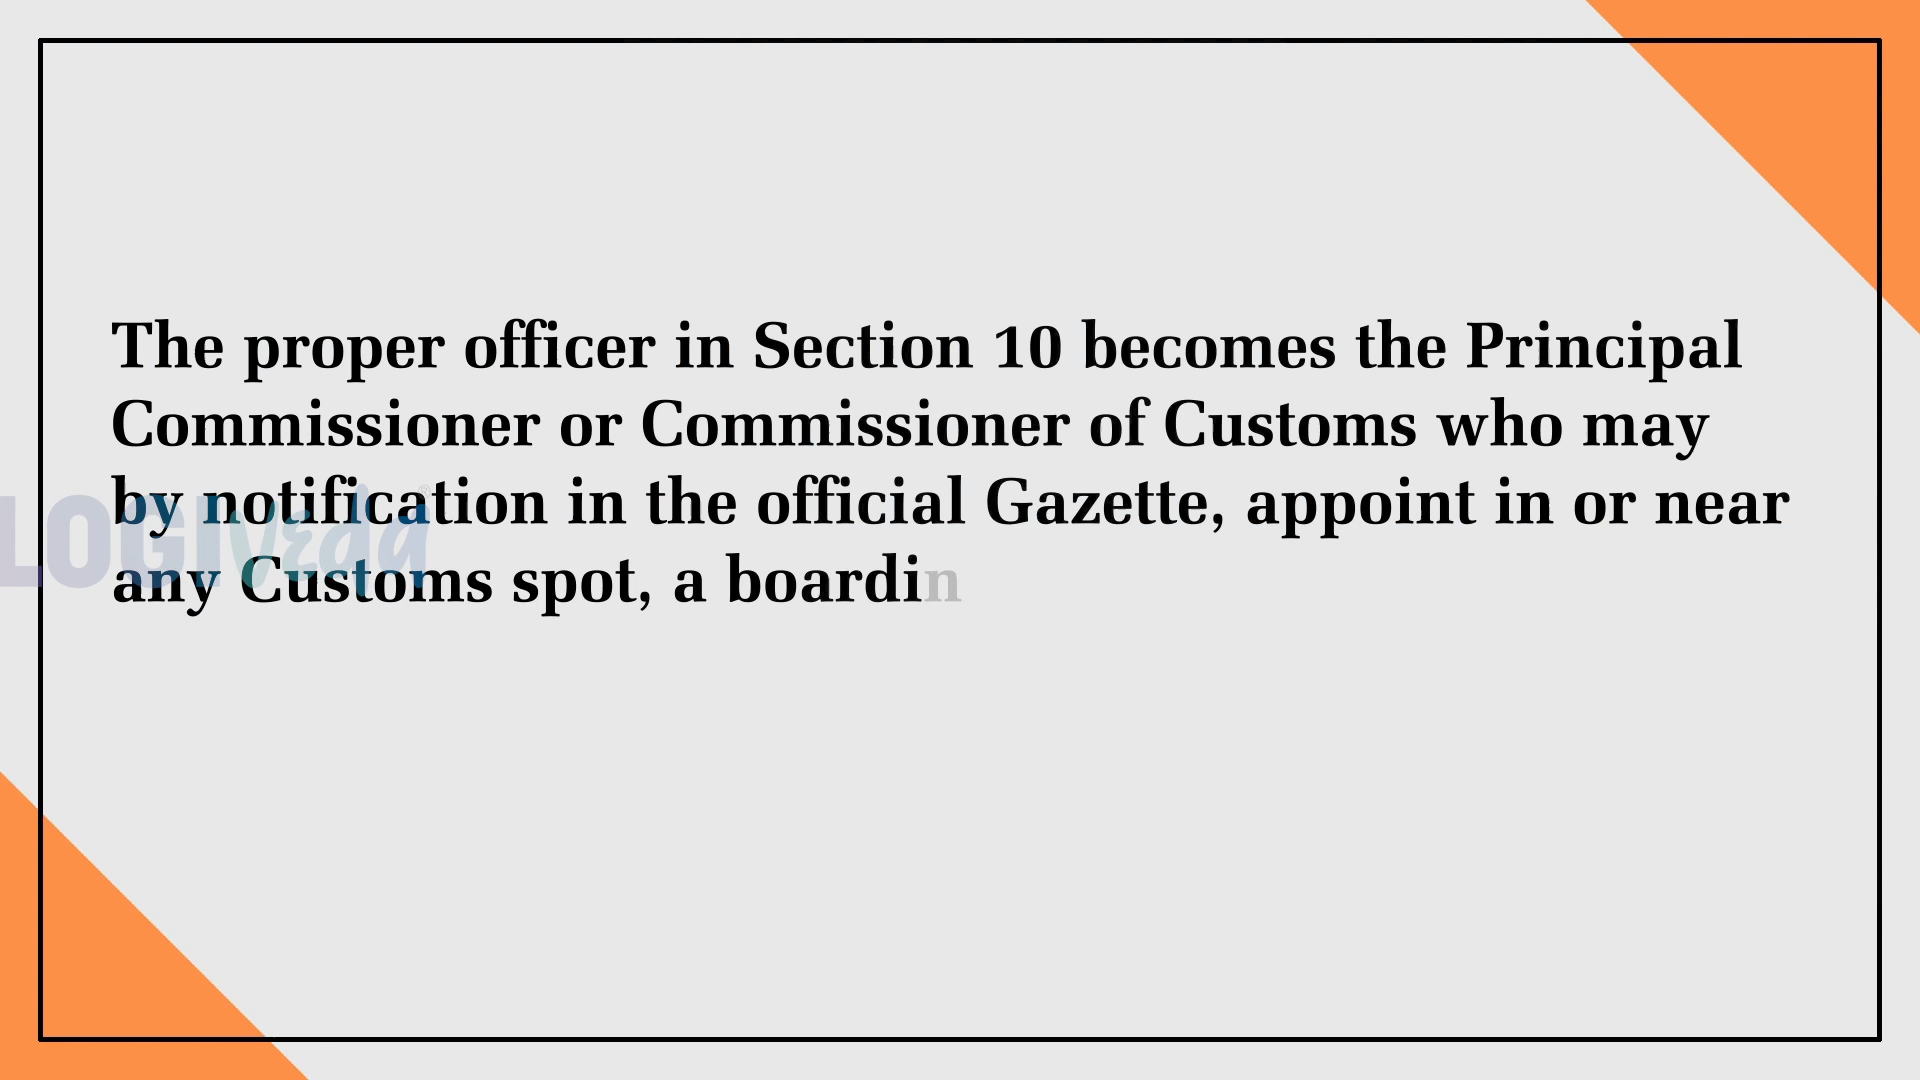 The proper officer in Section 10 becomes the Principal
Commissioner or Commissioner of Customs who may
by notification in the official Gazette, appoint in or near
any Customs spot, a boardin
LOGIVeda®